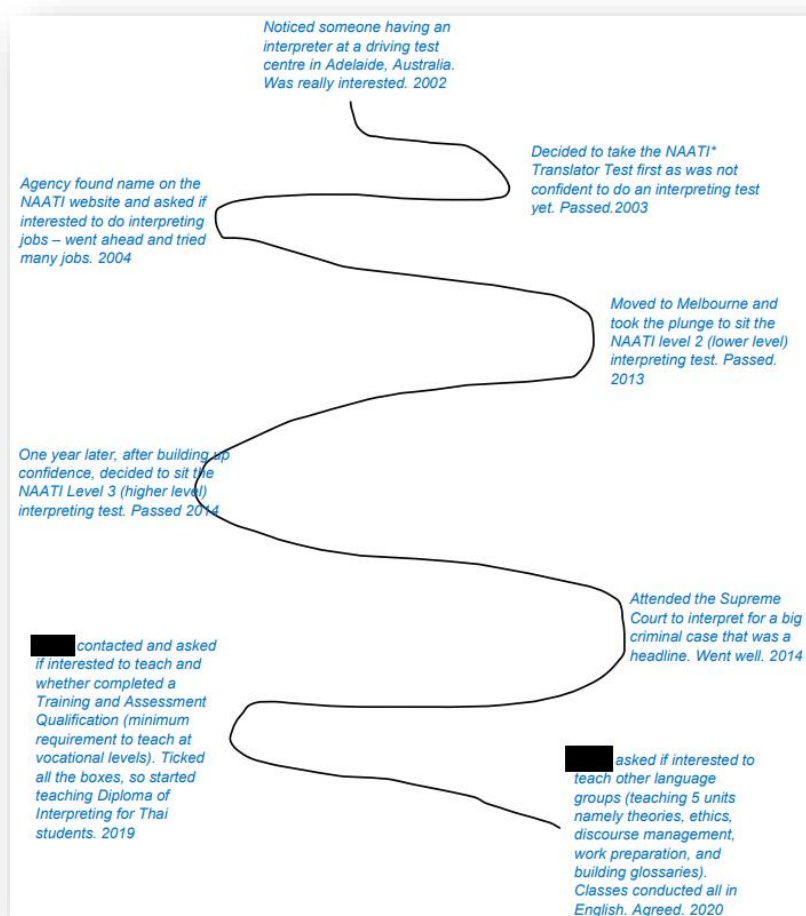 Noticed someone having an
interpreter at a driving test
centre in Adelaide, Australia.
Was really interested. 2002
Decided to take the NAATI*
Translator Test first as was not
confident to do an interpreting test
yet. Passed.2003
Agency found name on the
NAATI website and asked if
interested to do interpreting
jobs – went ahead and tried
many jobs. 2004
Moved to Melbourne and
took the plunge to sit the
NAATI level 2 (lower level)
interpreting test. Passed.
2013
One year later, after building up
confidence, decided to sit the
NAATI Level 3 (higher level)
interpreting test. Passed 2014
Attended the Supreme
Court to interpret for a big
criminal case that was a
headline. Went well. 2014
contacted and asked
if interested to teach and
whether completed a
Training and Assessment
Qualification (minimum
requirement to teach at
vocational levels). Ticked
all the boxes, so started
teaching Diploma of
Interpreting for Thai
students. 2019
asked if interested to
teach other language
groups (teaching 5 units
namely theories, ethics,
discourse management,
work preparation, and
building glossaries).
Classes conducted all in
English. Agreed. 2020